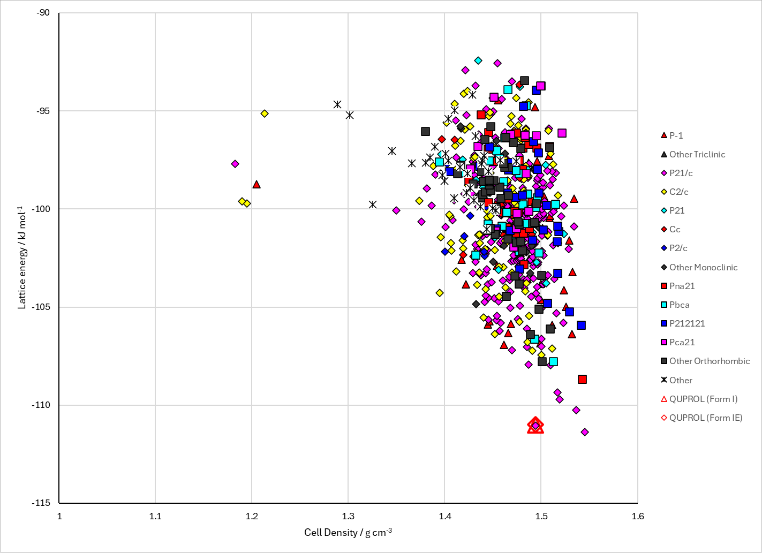 -90
-95
-100
-105
-110
-115
Lattice energy / kJ mol-1
1
1.1
1.2
1.3
1.4
1.5
1.6
Cell Density / g cm-3
P-1
Other Triclinic
P21/c
C2/c
P21
Cc
P2/c
Other Monoclinic
Pna21
Pbca
P212121
Pca21
Other Orthorhombic
Other
QUPROL (Form I)
QUPROL (Form IE)